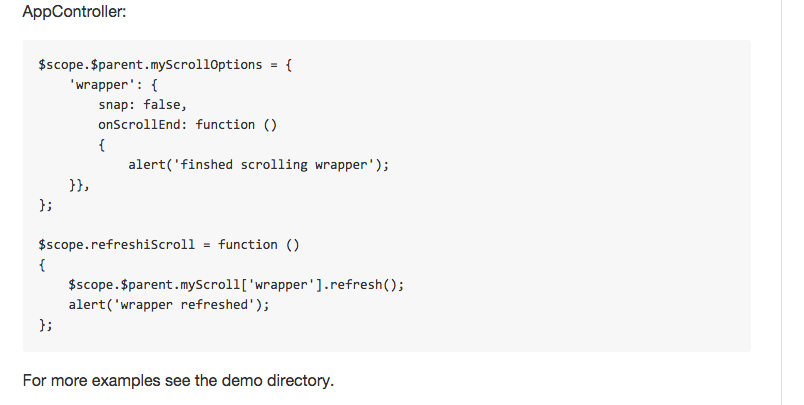 AppController:
$scope.$parent.myScrollOptions = {
    'wrapper': {
        snap: false,
        onScrollEnd: function ()
        {
            alert('finshed scrolling wrapper');
    }},
};
$scope.refreshiScroll = function ()
{
    $scope.$parent.myScroll['wrapper'].refresh();
    alert('wrapper refreshed');
};
For more examples see the demo directory.